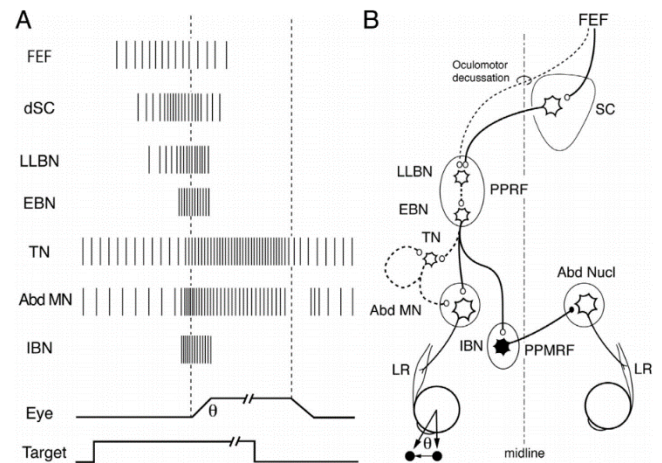 A
FEF
dSC
LLBN
EBN
TN
Abd MN
IBN
Eye
θ
Target
B
FEF
Oculomotor
decussation
SC
LLBN
PPRF
EBN
TN
Abd Nucl
Abd MN
IBN
PPMRF
LR
LR
θ
midline